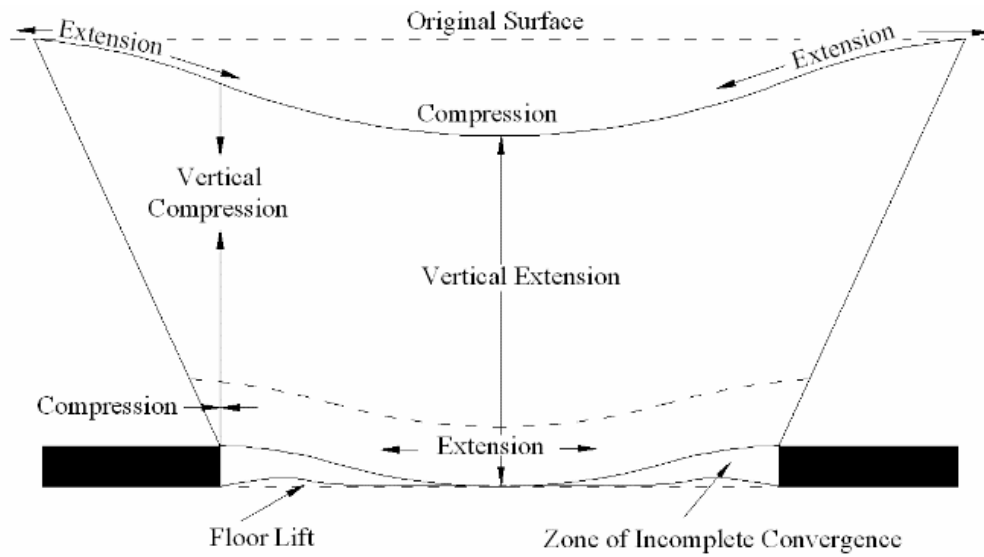 Original Surface
Extension
Extension
Compression
Vertical
Compression
Vertical Extension
Compression
Extension
Floor Lift
Zone of Incomplete Convergence